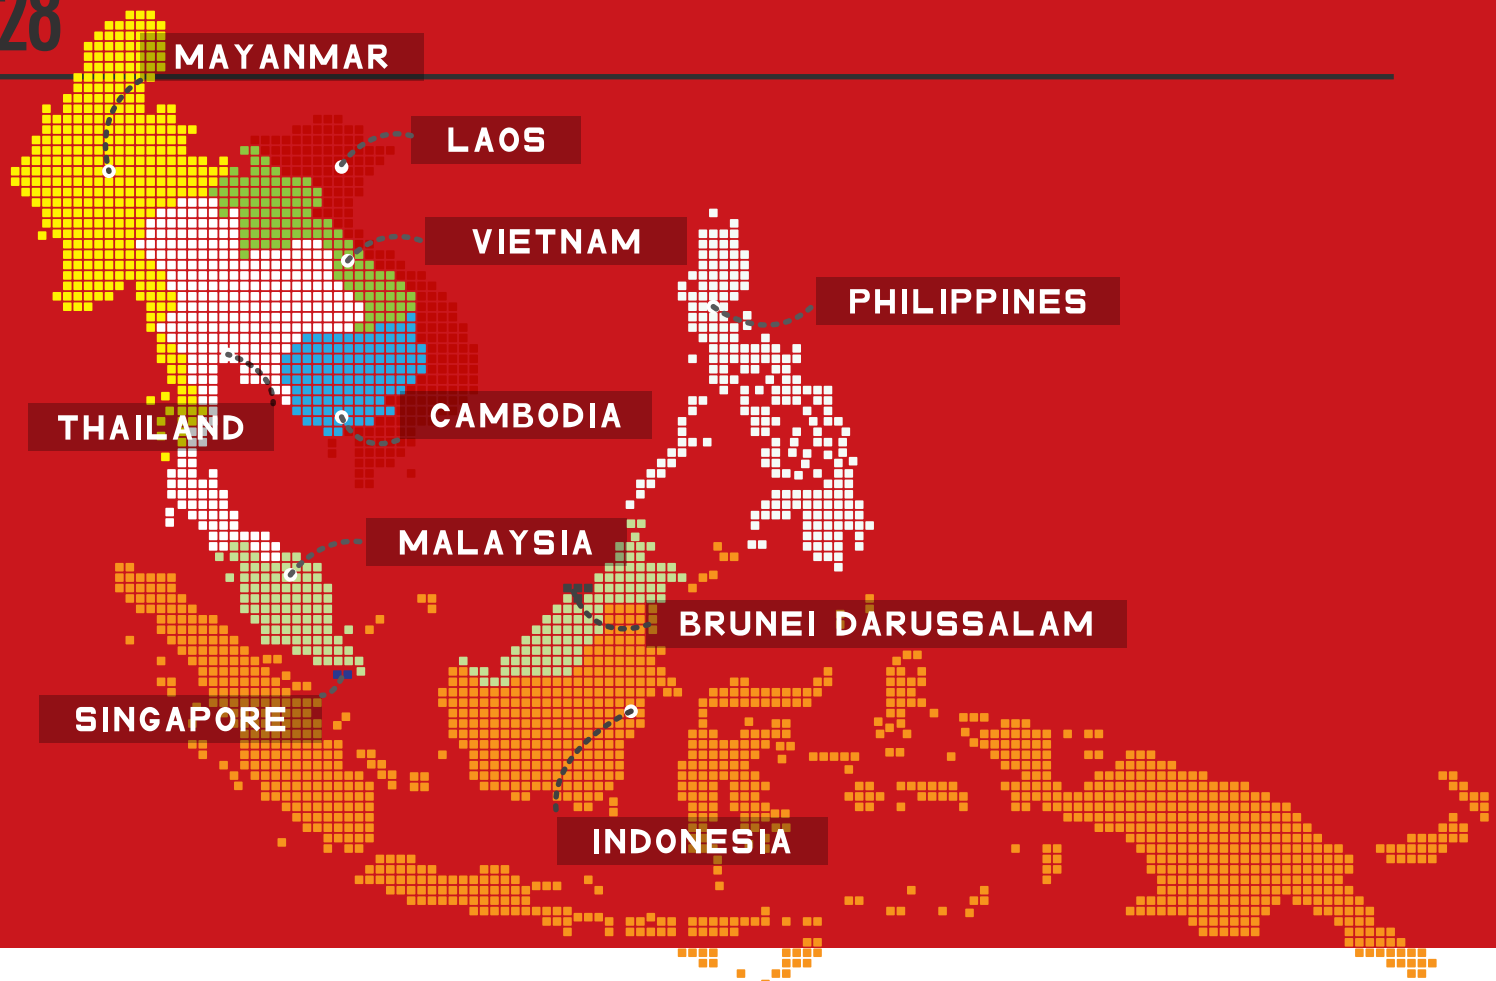 28
MAYANMAR
LAOS
VIETNAM
PHILIPPINES
THAILAND
CAMBODIA
MALAYSIA
BRUNEI DARUSSALAM
SINGAPORE
INDONESIA